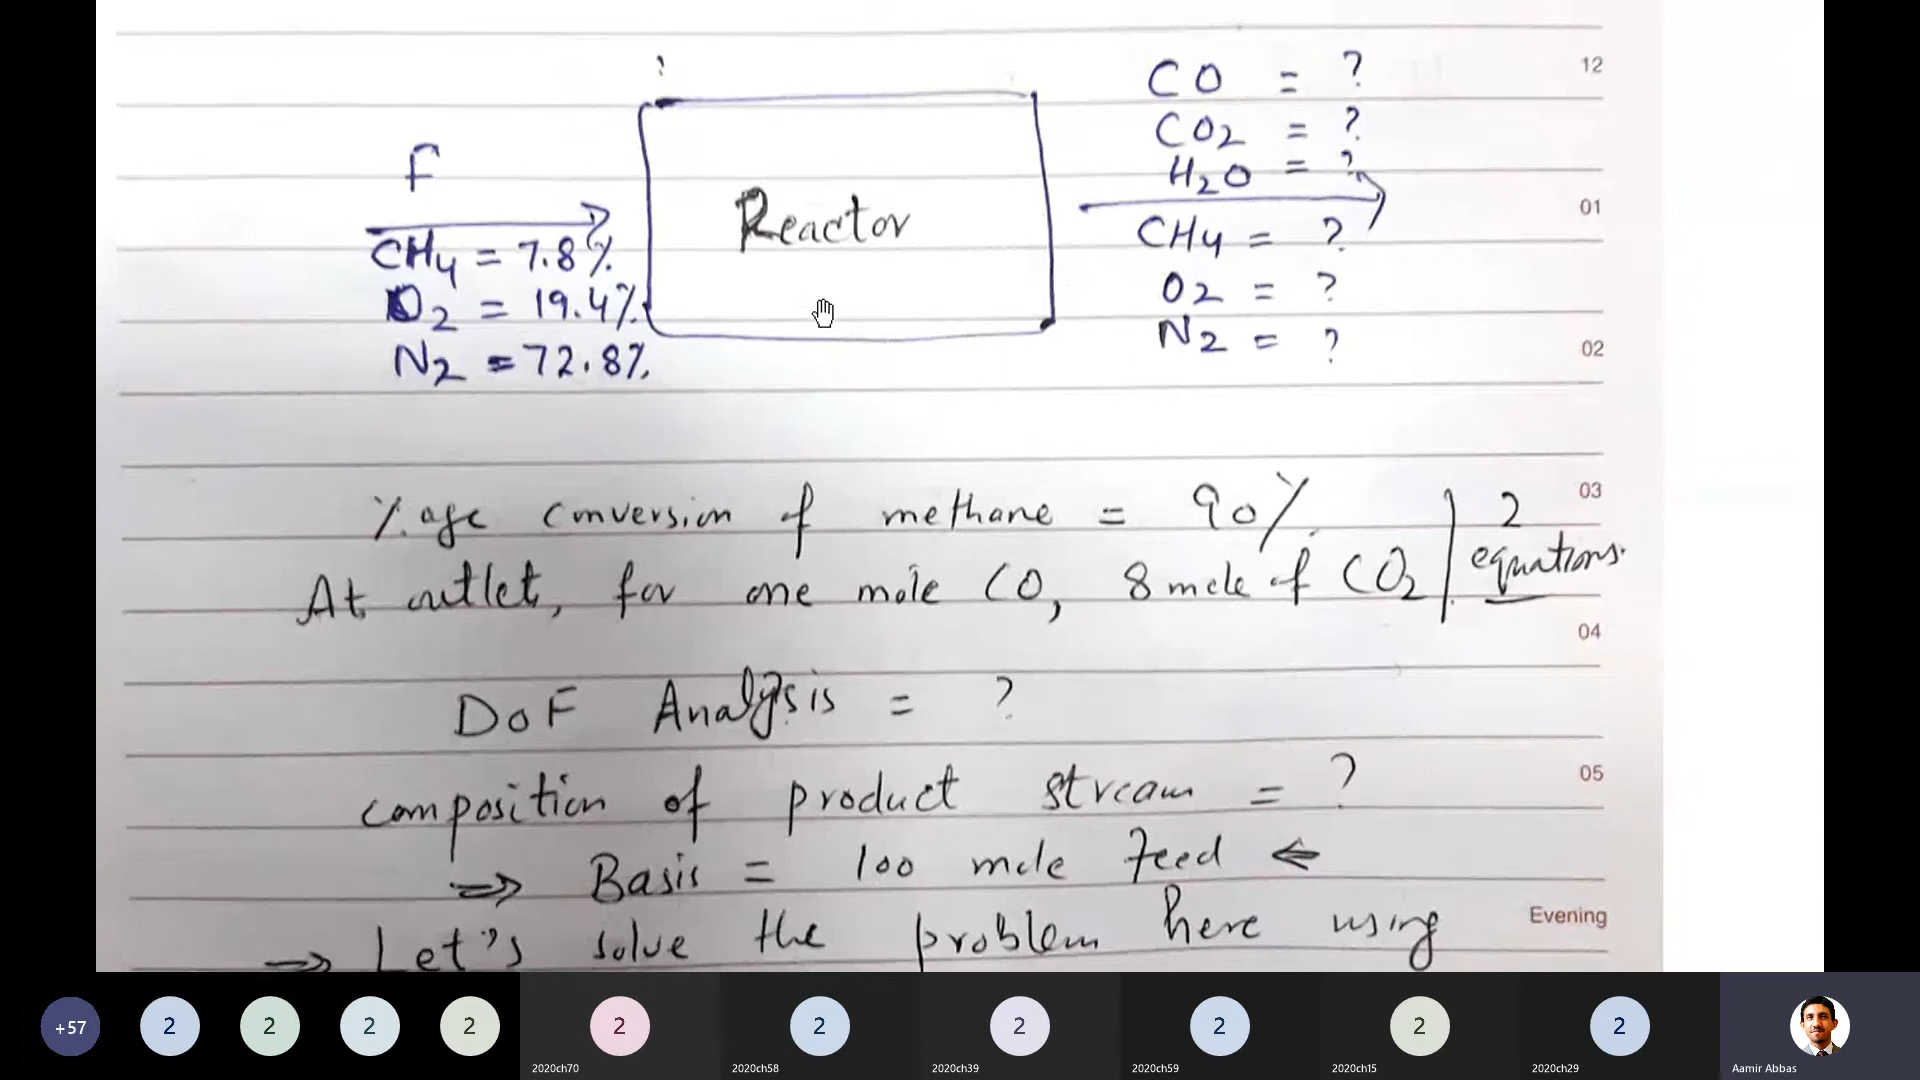 12
CO = ?
CO2 = ?
H2O = ?
F
01
CH4 = 7.8%
Reactor
CH4 = ?
O2 = 19.4%
O2 = ?
N2 = 72.8%
N2 = ?
02
%age conversion of methane = 90%
2
03
At outlet, for one mole CO, 8 mole of CO2
equations.
04
DoF Analysis = ?
composition of product stream = ?
05
⇒ Basis = 100 mole Feed ⇐
⇒ Let's solve the problem here using
Evening
+57
2
2
2
2
2
2
2
2
2
2
2020ch70
2020ch58
2020ch39
2020ch59
2020ch15
2020ch29
Aamir Abbas